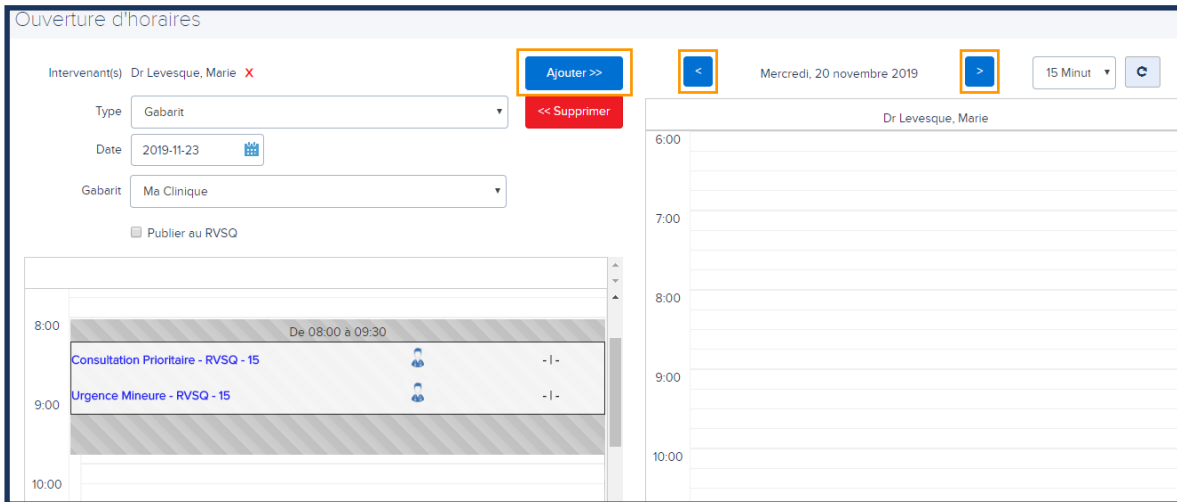 Ouverture d'horaires
Intervenant(s) Dr Levesque, Marie X
Ajouter >>
Type Gabarit
<< Supprimer
Date 2019-11-23
Gabarit Ma Clinique
Publier au RVSQ
8:00
De 08:00 à 09:30
Consultation Prioritaire - RVSQ - 15 - | -
Urgence Mineure - RVSQ - 15 - | -
9:00
10:00
< Mercredi, 20 novembre 2019 > 15 Minut
Dr Levesque, Marie
6:00
7:00
8:00
9:00
10:00